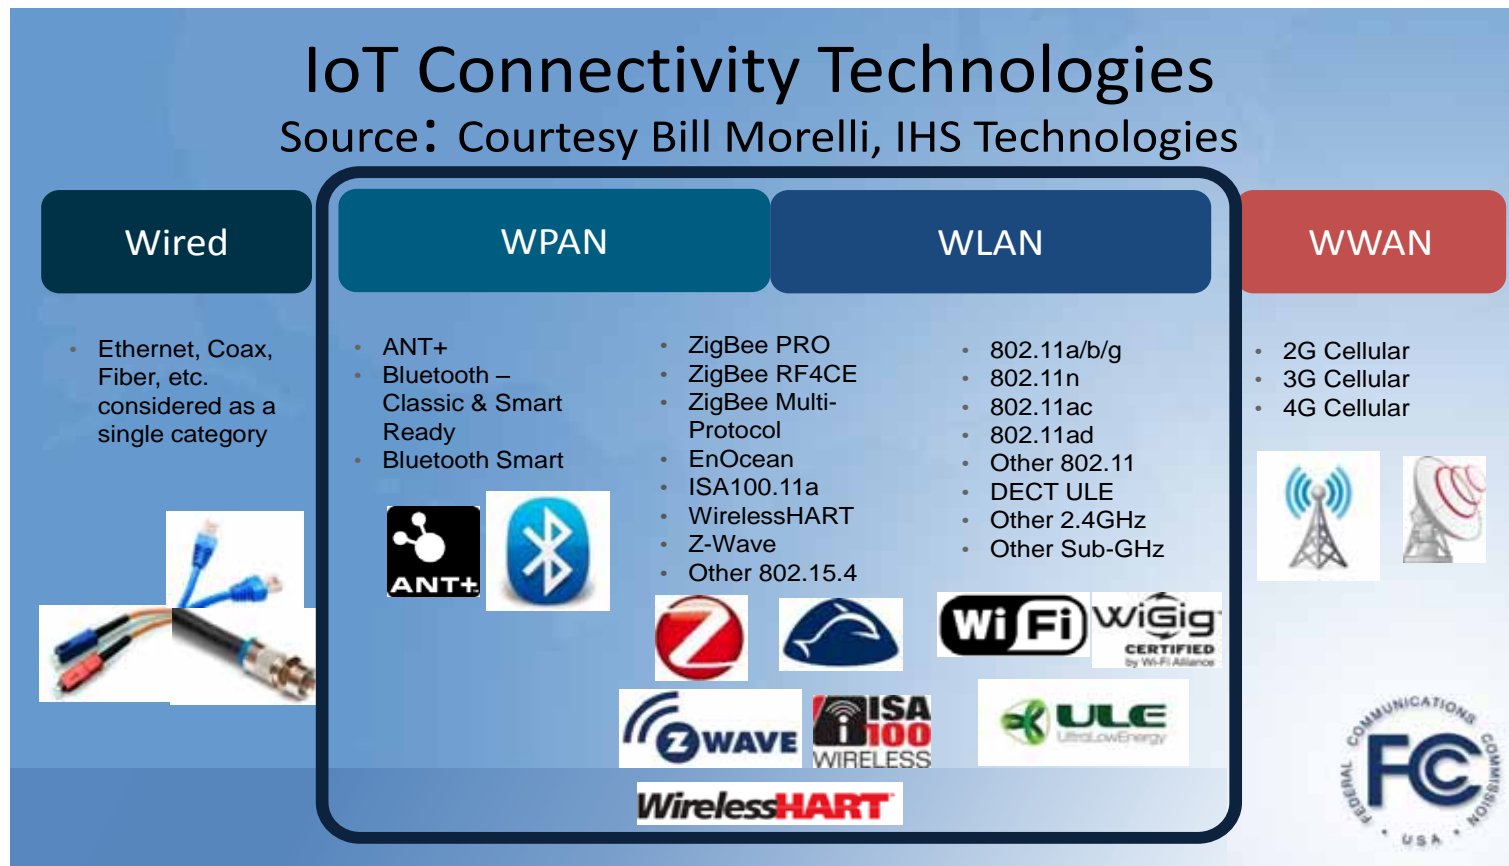 IoT Connectivity Technologies
Source: Courtesy Bill Morelli, IHS Technologies
Wired
WPAN
WLAN
WWAN
• Ethernet, Coax,
Fiber, etc.
considered as a
single category
• ANT+
• Bluetooth –
Classic & Smart
Ready
• Bluetooth Smart
• ZigBee PRO
• ZigBee RF4CE
• ZigBee Multi-
Protocol
• EnOcean
• ISA100.11a
• WirelessHART
• Z-Wave
• Other 802.15.4
• 802.11a/b/g
• 802.11n
• 802.11ac
• 802.11ad
• Other 802.11
• DECT ULE
• Other 2.4GHz
• Other Sub-GHz
• 2G Cellular
• 3G Cellular
• 4G Cellular
ANT+
Wi Fi
WiGig
CERTIFIED
by Wi-Fi Alliance
Z WAVE
ISA
100
WIRELESS
ULE
UltraLowEnergy
WirelessHART
FEDERAL COMMUNICATIONS COMMISSION
FCC
• USA •